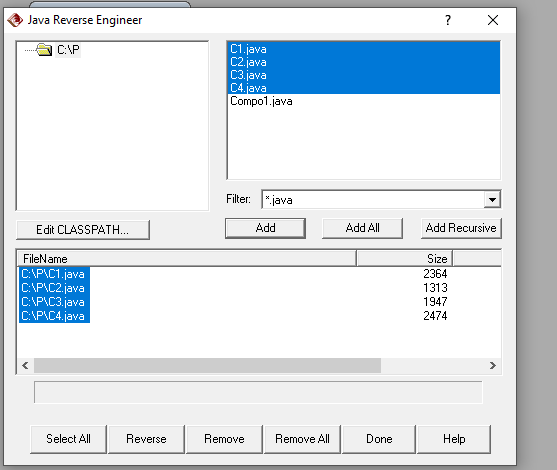 Java Reverse Engineer
?
C:\P
C1.java
C2.java
C3.java
C4.java
Compo1.java
Filter:
*.java
Edit CLASSPATH...
Add
Add All
Add Recursive
FileName Size
C:\P\C1.java 2364
C:\P\C2.java 1313
C:\P\C3.java 1947
C:\P\C4.java 2474
Select All
Reverse
Remove
Remove All
Done
Help